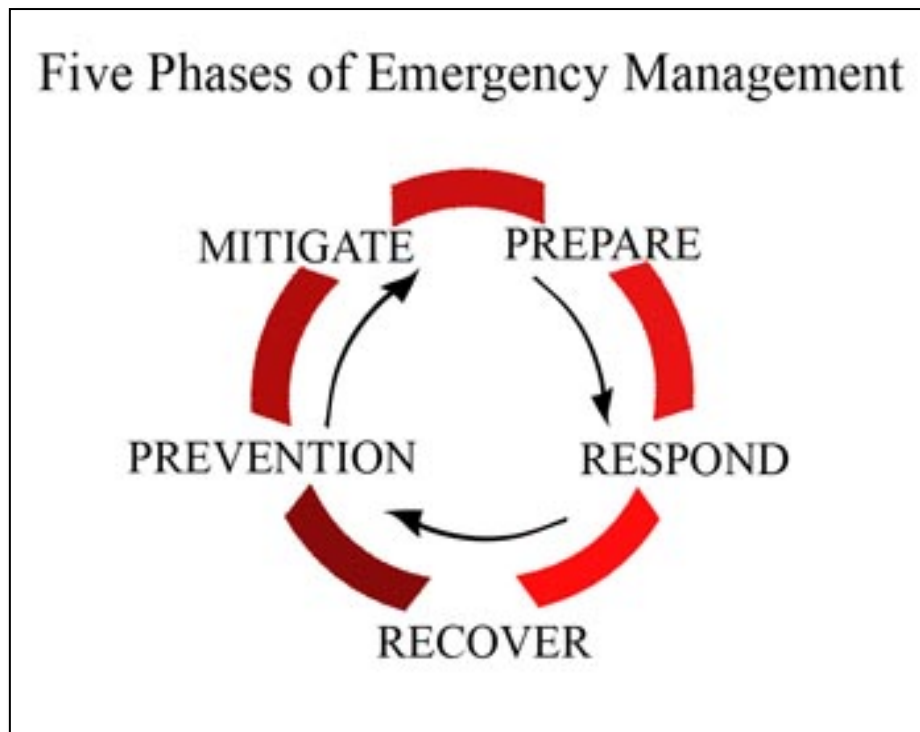 Five Phases of Emergency Management
MITIGATE
PREPARE
PREVENTION
RESPOND
RECOVER